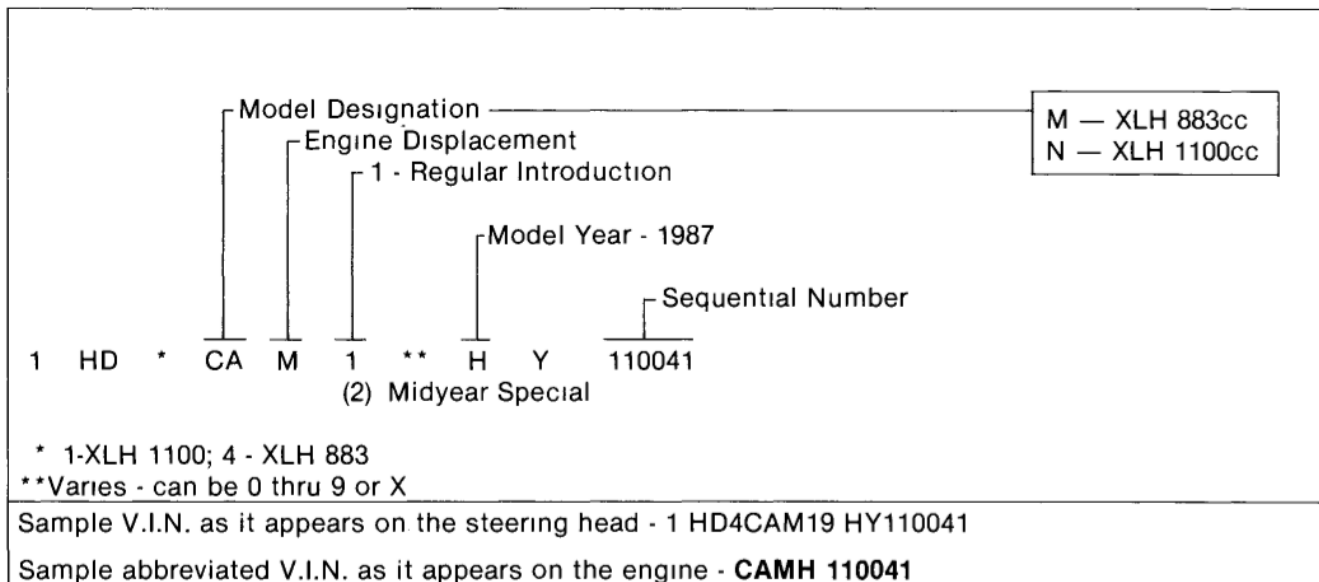 Model Designation
M — XLH 883cc
N — XLH 1100cc
Engine Displacement
1 - Regular Introduction
Model Year - 1987
Sequential Number
1 HD * CA M 1 ** H Y 110041
(2) Midyear Special
* 1-XLH 1100; 4 - XLH 883
**Varies - can be 0 thru 9 or X
Sample V.I.N. as it appears on the steering head - 1 HD4CAM19 HY110041
Sample abbreviated V.I.N. as it appears on the engine - CAMH 110041